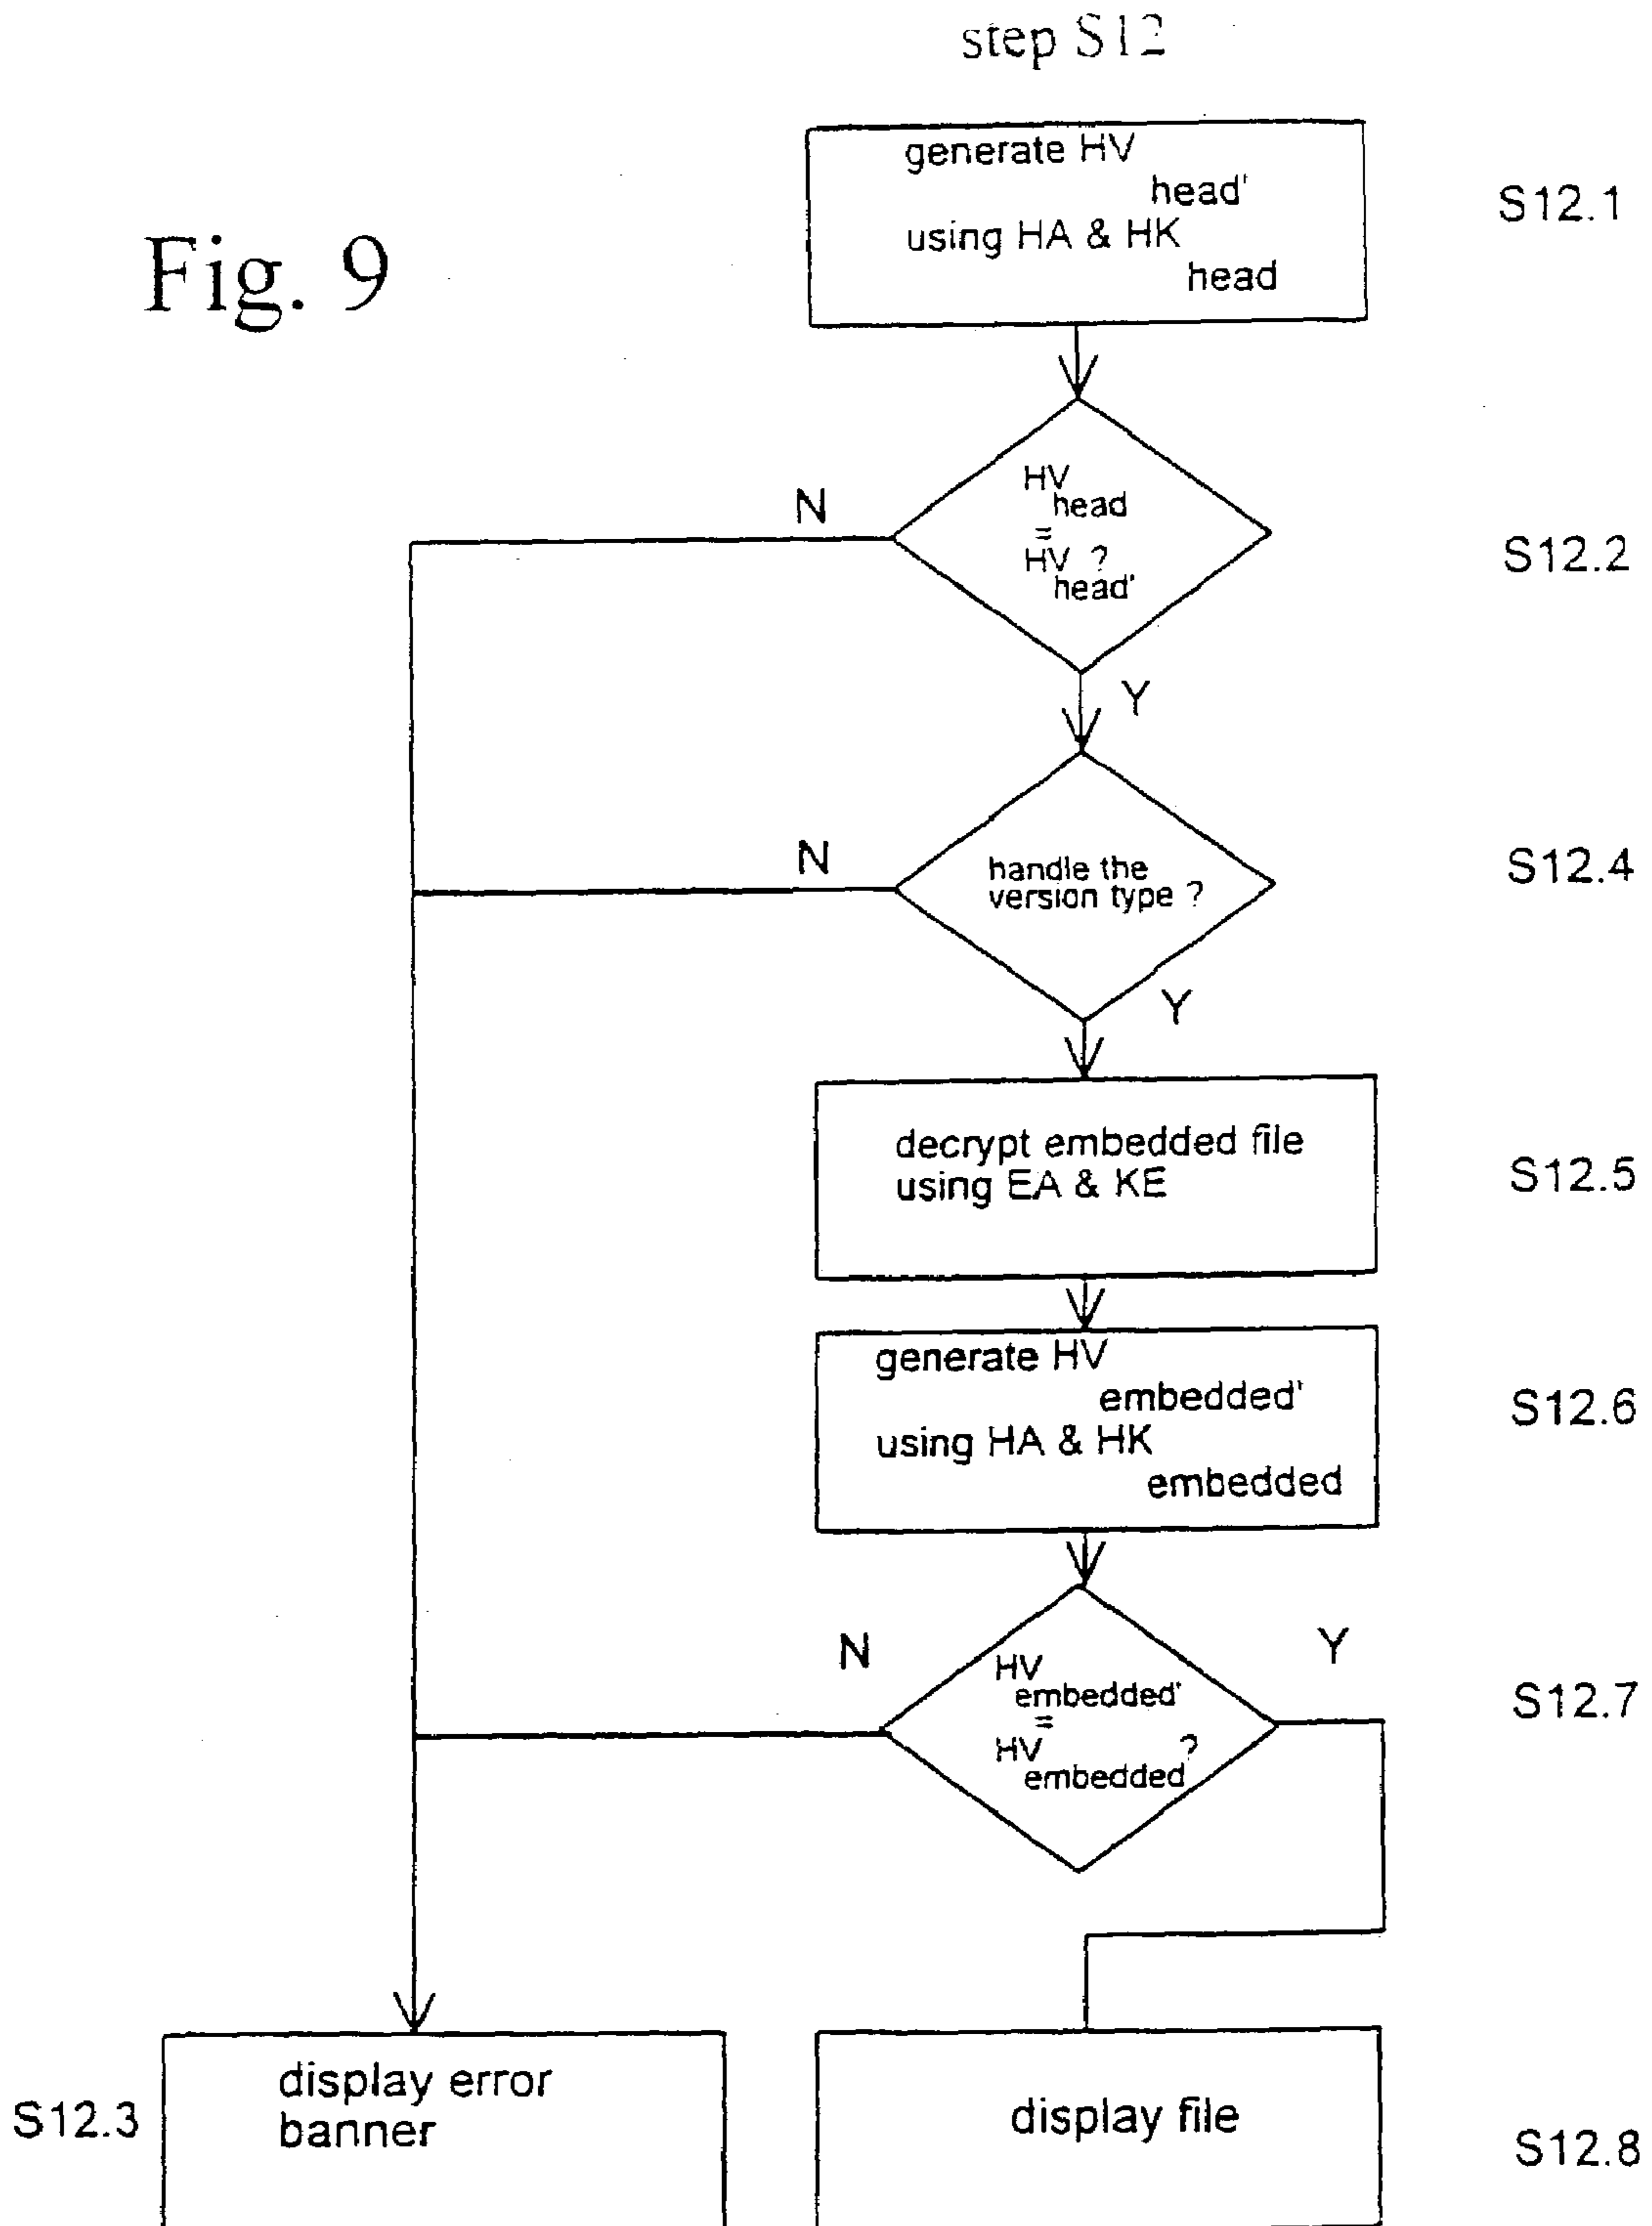 step S12
Fig. 9
generate HV
head'
using HA & HK
head
S12.1
HV
head
=
HV ?
head'
N
S12.2
Y
handle the
version type ?
N
S12.4
Y
decrypt embedded file
using EA & KE
S12.5
generate HV
embedded'
using HA & HK
embedded
S12.6
N
Y
HV
embedded'
=
HV ?
embedded
S12.7
display error
banner
S12.3
display file
S12.8